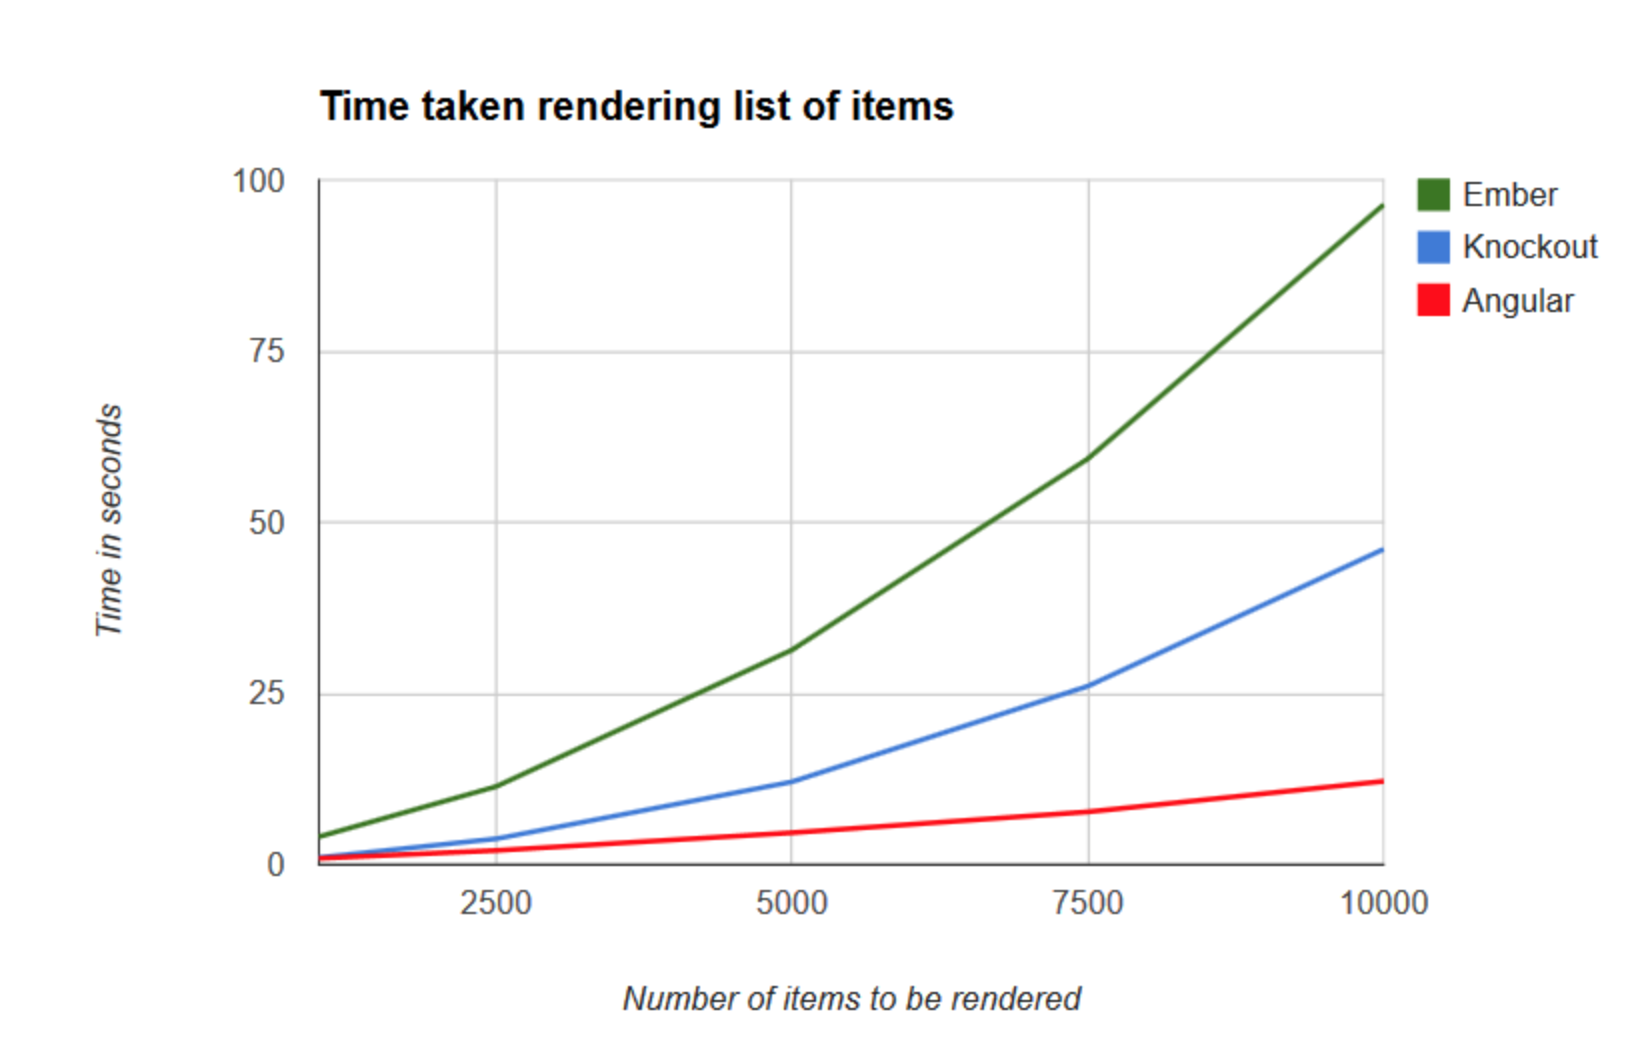 Time taken rendering list of items
100
75
50
25
0
Time in seconds
2500 5000 7500 10000
Number of items to be rendered
Ember
Knockout
Angular